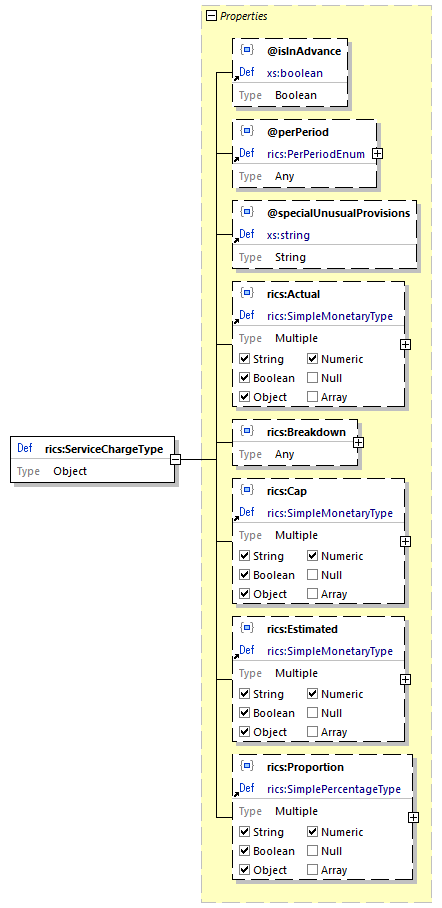 Properties
@isInAdvance
Def xs:boolean
Type Boolean
@perPeriod
Def rics:PerPeriodEnum
Type Any
@specialUnusualProvisions
Def xs:string
Type String
rics:Actual
Def rics:SimpleMonetaryType
Type Multiple
String Numeric
Boolean Null
Object Array
Def rics:ServiceChargeType
Type Object
rics:Breakdown
Type Any
rics:Cap
Def rics:SimpleMonetaryType
Type Multiple
String Numeric
Boolean Null
Object Array
rics:Estimated
Def rics:SimpleMonetaryType
Type Multiple
String Numeric
Boolean Null
Object Array
rics:Proportion
Def rics:SimplePercentageType
Type Multiple
String Numeric
Boolean Null
Object Array